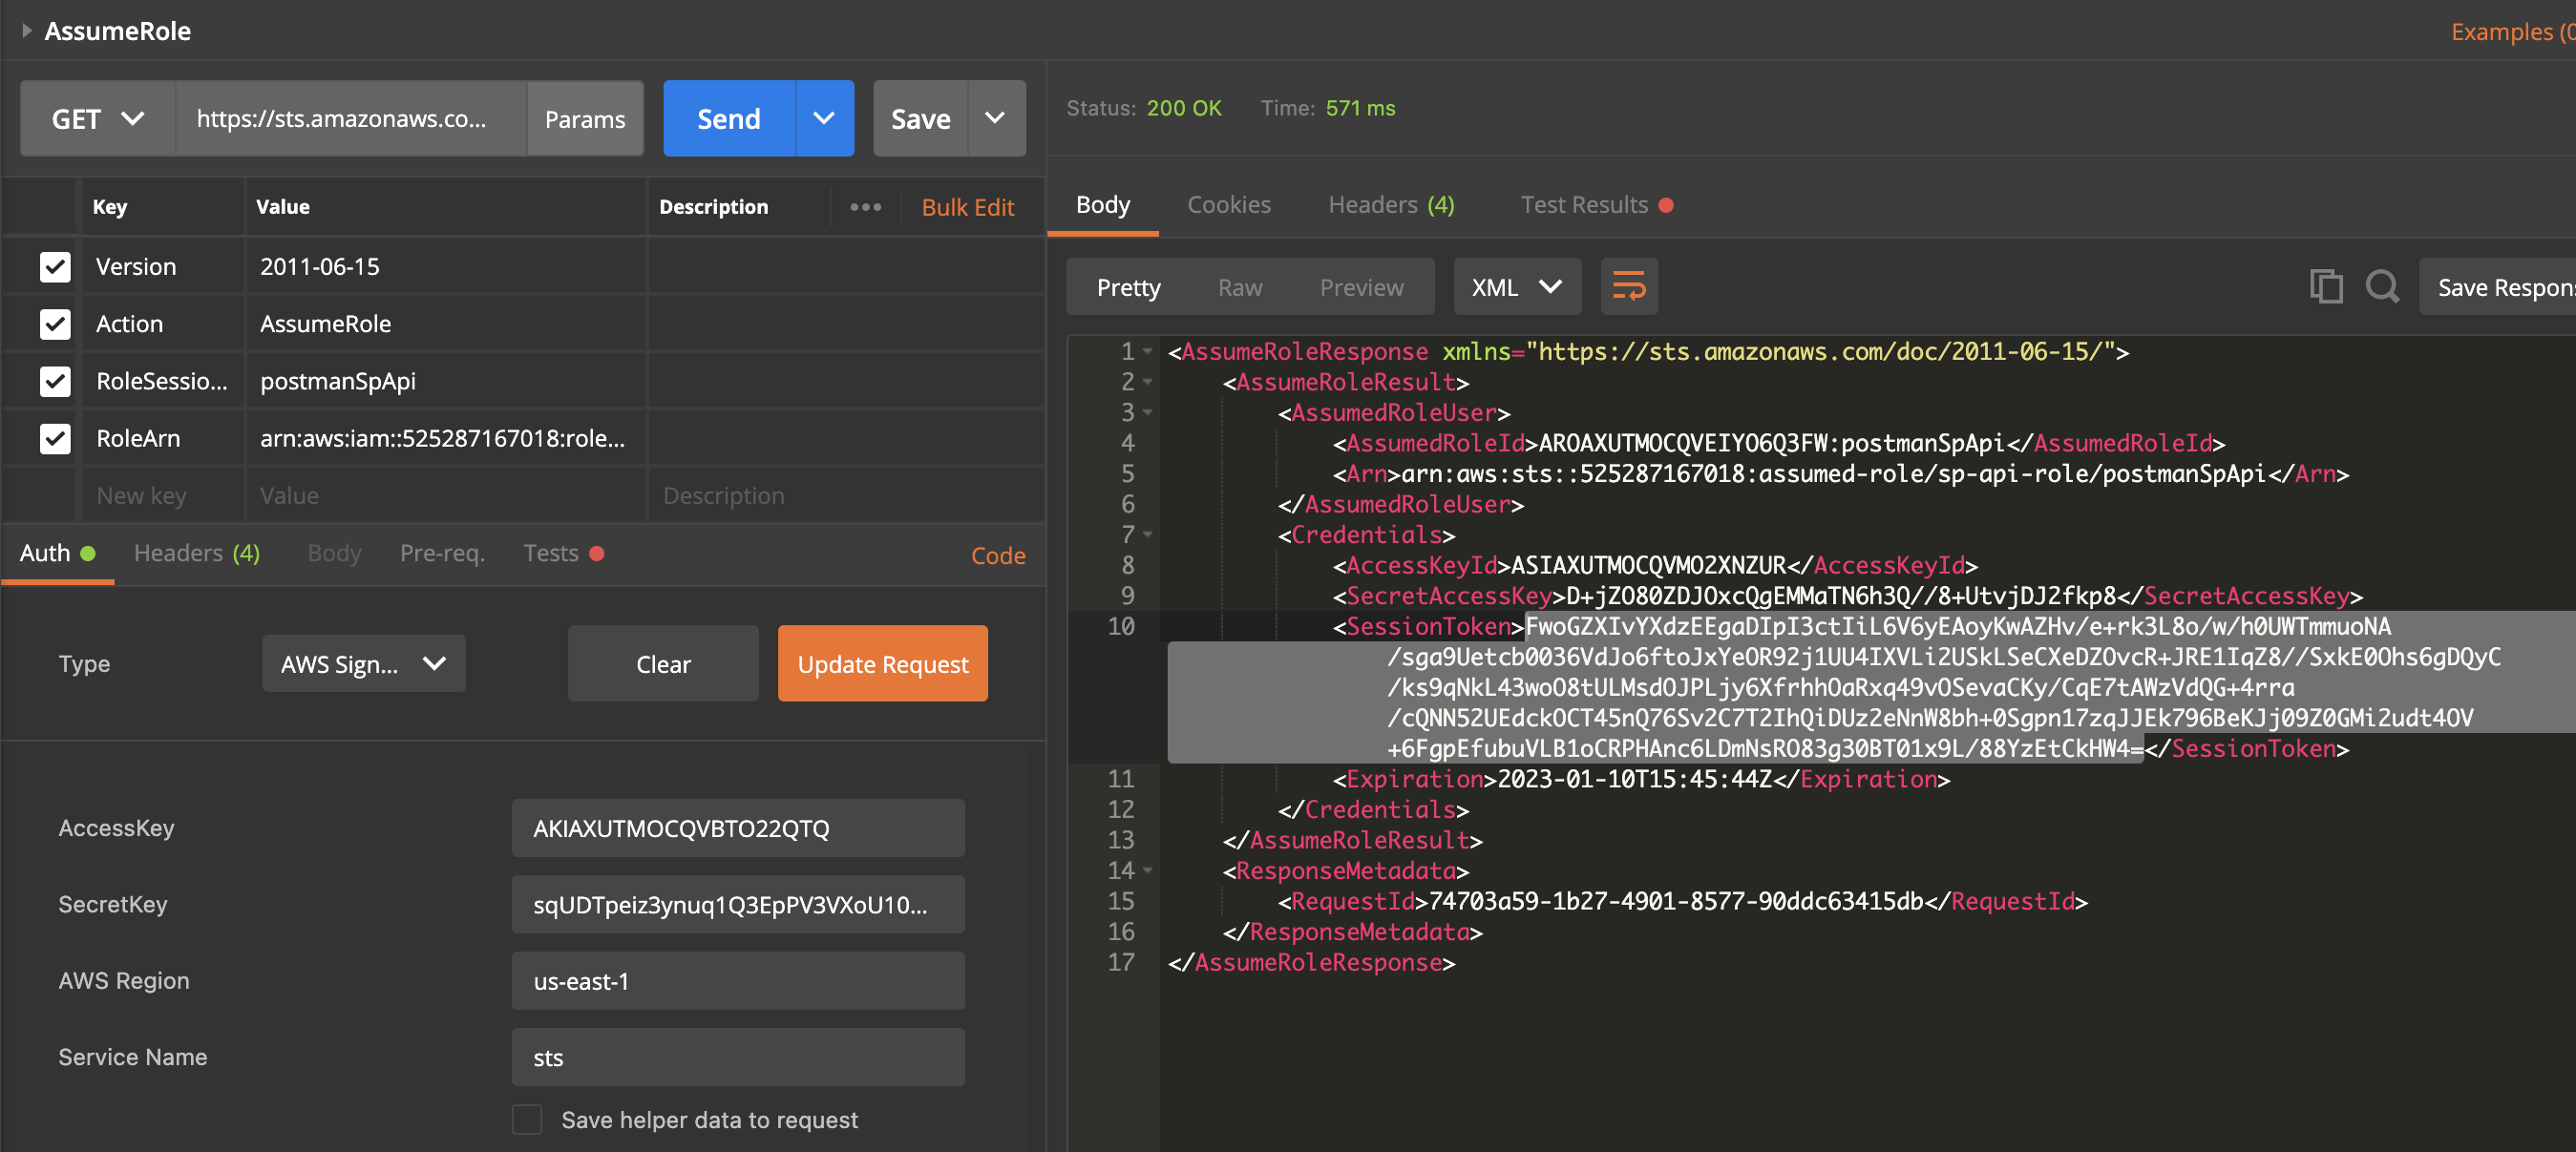 AssumeRole
Examples (0
GET
https://sts.amazonaws.co...
Params
Send
Save
Status: 200 OK Time: 571 ms
Key Value Description ••• Bulk Edit
Version 2011-06-15
Action AssumeRole
RoleSessio... postmanSpApi
RoleArn arn:aws:iam::525287167018:role...
New key Value Description
Auth Headers (4) Body Pre-req. Tests Code
Type AWS Sign... Clear Update Request
AccessKey AKIAXUTMOCQVBTO22QTQ
SecretKey sqUDTpeiz3ynuq1Q3EpPV3VXoU10...
AWS Region us-east-1
Service Name sts
Save helper data to request
Body Cookies Headers (4) Test Results
Pretty Raw Preview XML Save Respons
1 <AssumeRoleResponse xmlns="https://sts.amazonaws.com/doc/2011-06-15/">
2 <AssumeRoleResult>
3 <AssumedRoleUser>
4 <AssumedRoleId>AROAXUTMOCQVEIYO6Q3FW:postmanSpApi</AssumedRoleId>
5 <Arn>arn:aws:sts::525287167018:assumed-role/sp-api-role/postmanSpApi</Arn>
6 </AssumedRoleUser>
7 <Credentials>
8 <AccessKeyId>ASIAXUTMOCQVMO2XNZUR</AccessKeyId>
9 <SecretAccessKey>D+jZO80ZDJOxcQgEMMaTN6h3Q//8+UtvjDJ2fkp8</SecretAccessKey>
10 <SessionToken>FwoGZXIvYXdzEEgaDIpI3ctIiL6V6yEAoyKwAZHv/e+rk3L8o/w/h0UWTmmuoNA
/sga9Uetcb0036VdJo6ftoJxYeOR92j1UU4IXVLi2USkLSeCXeDZOvcR+JRE1IqZ8//SxkE0Ohs6gDQyC
/ks9qNkL43woO8tULMsdOJPLjy6XfrhhOaRxq49vOSevaCKy/CqE7tAWzVdQG+4rra
/cQNN52UEdckOCT45nQ76Sv2C7T2IhQiDUz2eNnW8bh+0Sgpn17zqJJEk796BeKJj09Z0GMi2udt4OV
+6FgpEfubuVLB1oCRPHAnc6LDmNsRO83g30BT01x9L/88YzEtCkHW4=</SessionToken>
11 <Expiration>2023-01-10T15:45:44Z</Expiration>
12 </Credentials>
13 </AssumeRoleResult>
14 <ResponseMetadata>
15 <RequestId>74703a59-1b27-4901-8577-90ddc63415db</RequestId>
16 </ResponseMetadata>
17 </AssumeRoleResponse>